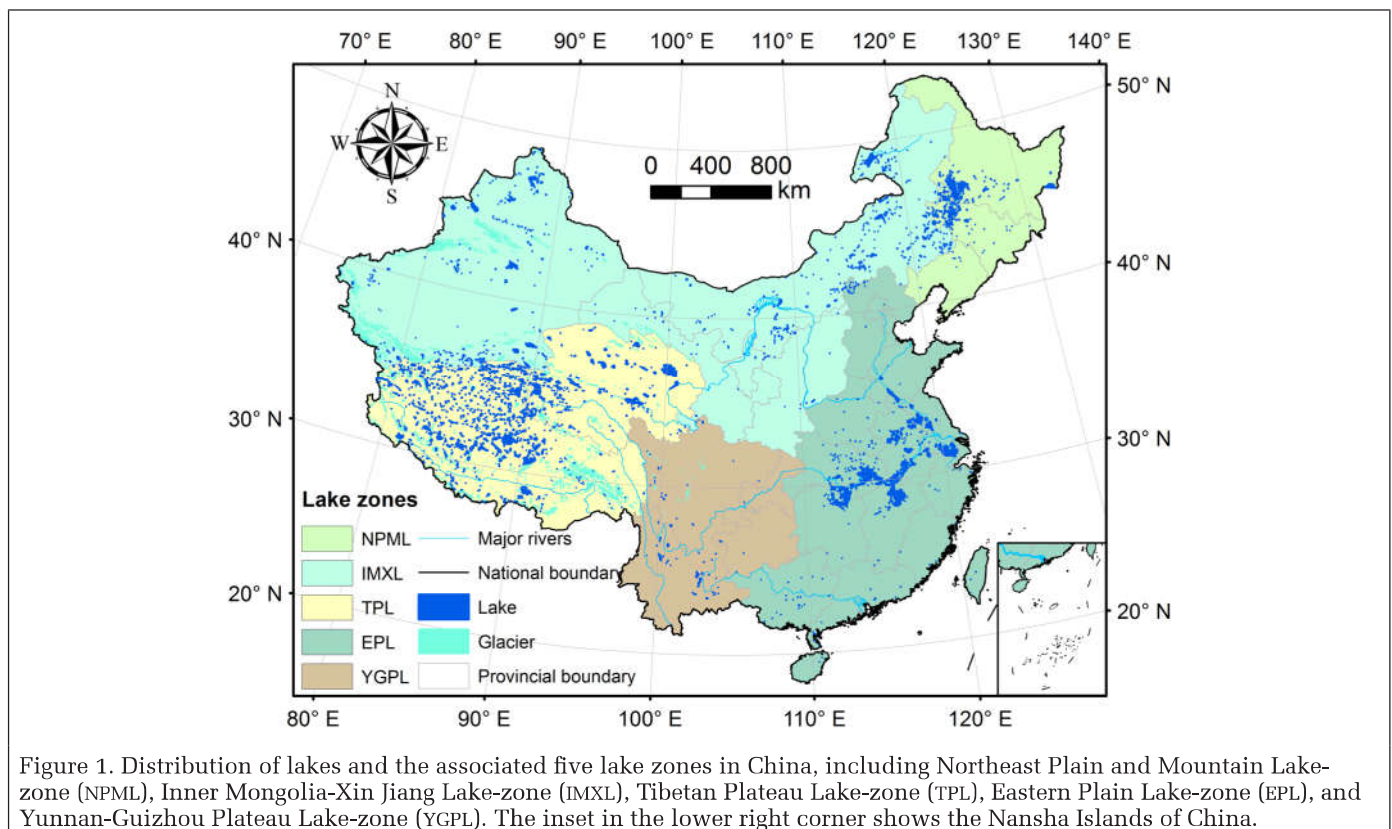 70° E 80° E 90° E 100° E 110° E 120° E 130° E 140° E
50° N
N
W E
S
0 400 800
km
40° N
40° N
30° N
30° N
Lake zones
NPML Major rivers
IMXL National boundary
20° N
TPL Lake
20° N
EPL Glacier
YGPL Provincial boundary
80° E 90° E 100° E 110° E 120° E
Figure 1. Distribution of lakes and the associated five lake zones in China, including Northeast Plain and Mountain Lake-
zone (NPML), Inner Mongolia-Xin Jiang Lake-zone (IMXL), Tibetan Plateau Lake-zone (TPL), Eastern Plain Lake-zone (EPL), and
Yunnan-Guizhou Plateau Lake-zone (YGPL). The inset in the lower right corner shows the Nansha Islands of China.